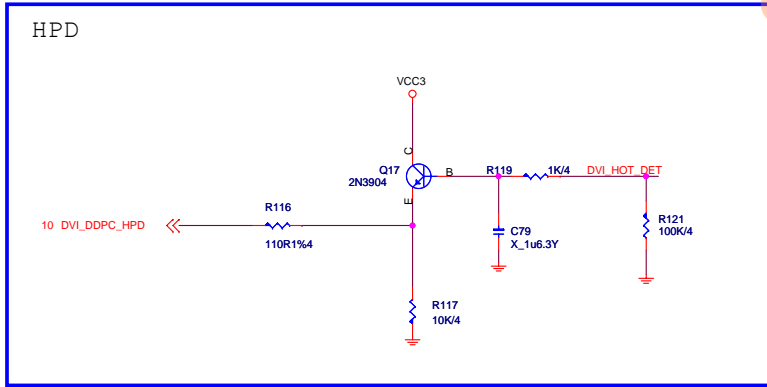 HPD
VCC3
C
Q17
2N3904
B
E
R119
1K/4
DVI_HOT_DET
R116
110R1%4
10 DVI_DDPC_HPD
C79
X_1u6.3Y
R121
100K/4
R117
10K/4